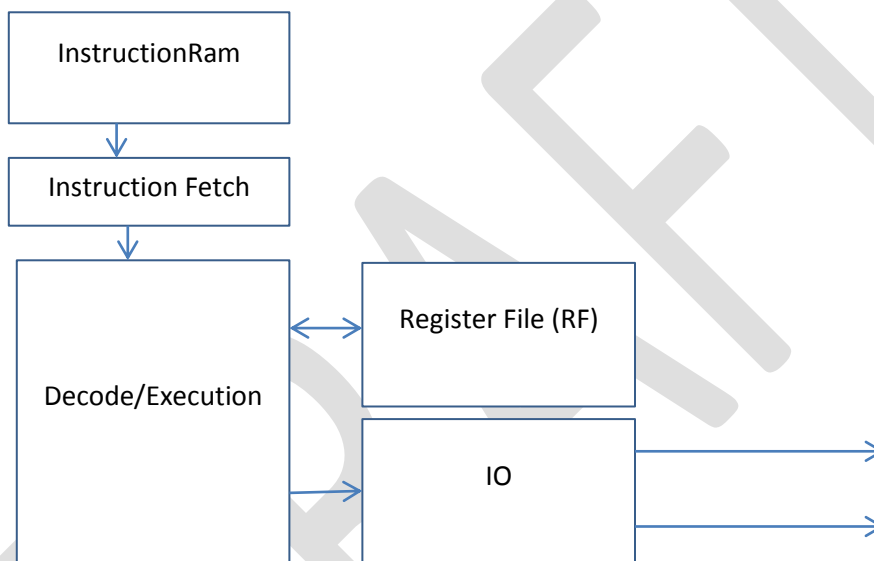 InstructionRam
Instruction Fetch
Register File (RF)
Decode/Execution
IO